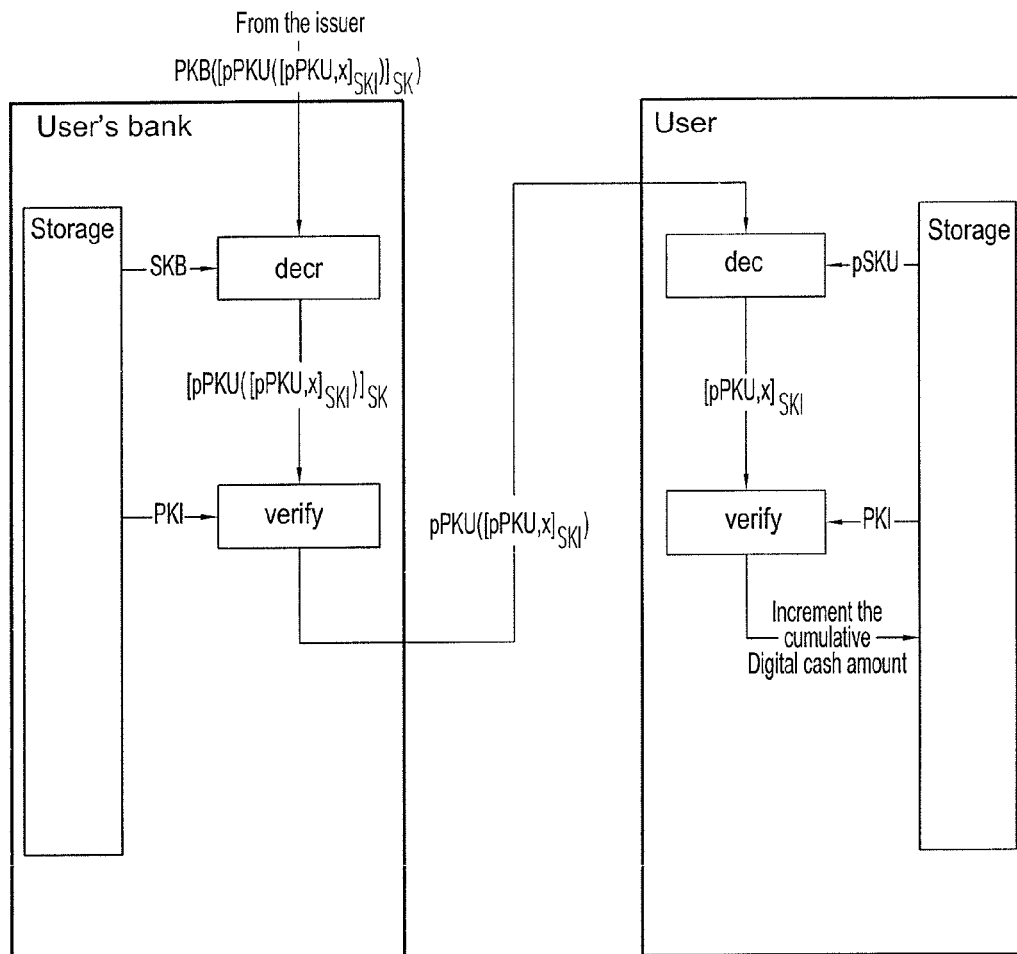 From the issuer
PKB([pPKU([pPKU,x]SKI)]SK)
User's bank
Storage
SKB
decr
[pPKU([pPKU,x]SKI)]SK
PKI
verify
pPKU([pPKU,x]SKI)
User
Storage
dec
pSKU
[pPKU,x]SKI
verify
PKI
Increment the
cumulative
Digital cash amount